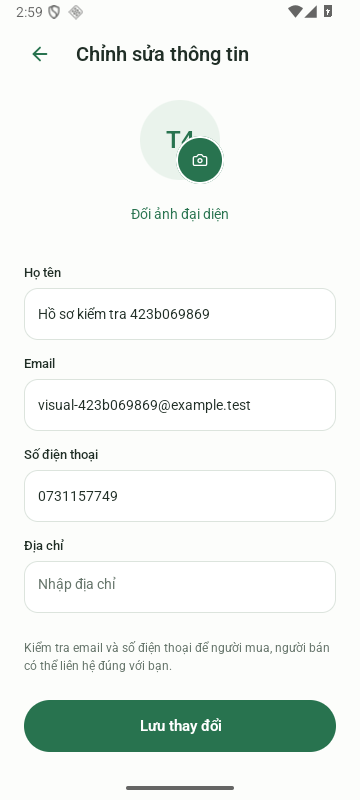 2:59
Chỉnh sửa thông tin
T4
Đổi ảnh đại diện
Họ tên
Hồ sơ kiểm tra 423b069869
Email
visual-423b069869@example.test
Số điện thoại
0731157749
Địa chỉ
Nhập địa chỉ
Kiểm tra email và số điện thoại để người mua, người bán
có thể liên hệ đúng với bạn.
Lưu thay đổi